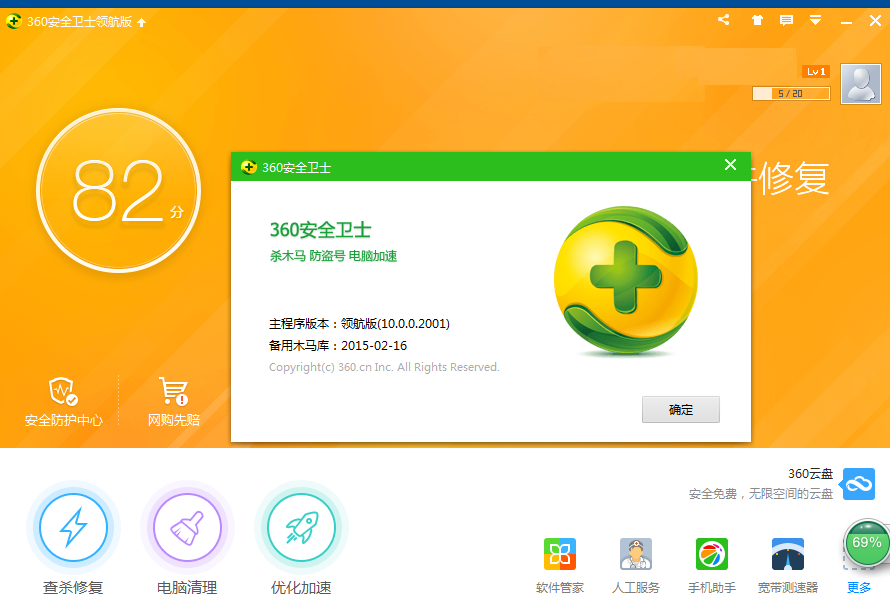 360安全卫士领航版
Lv1
5 / 20
82分
件修复
360安全卫士
360安全卫士
杀木马 防盗号 电脑加速
主程序版本：领航版(10.0.0.2001)
备用木马库：2015-02-16
Copyright(c) 360.cn Inc. All Rights Reserved.
确定
安全防护中心
网购先赔
360云盘
安全免费，无限空间的云盘
69%
查杀修复
电脑清理
优化加速
软件管家
人工服务
手机助手
宽带测速器
更多